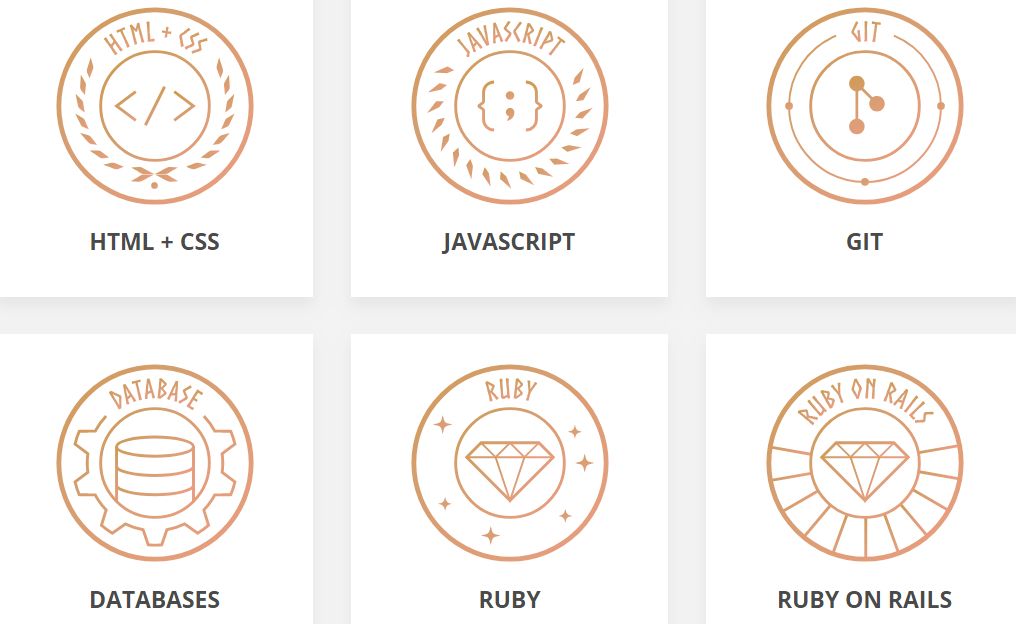 HTML + CSS
JAVASCRIPT
GIT
</>
{;}
HTML + CSS
JAVASCRIPT
GIT
DATABASE
RUBY
RUBY ON RAILS
DATABASES
RUBY
RUBY ON RAILS